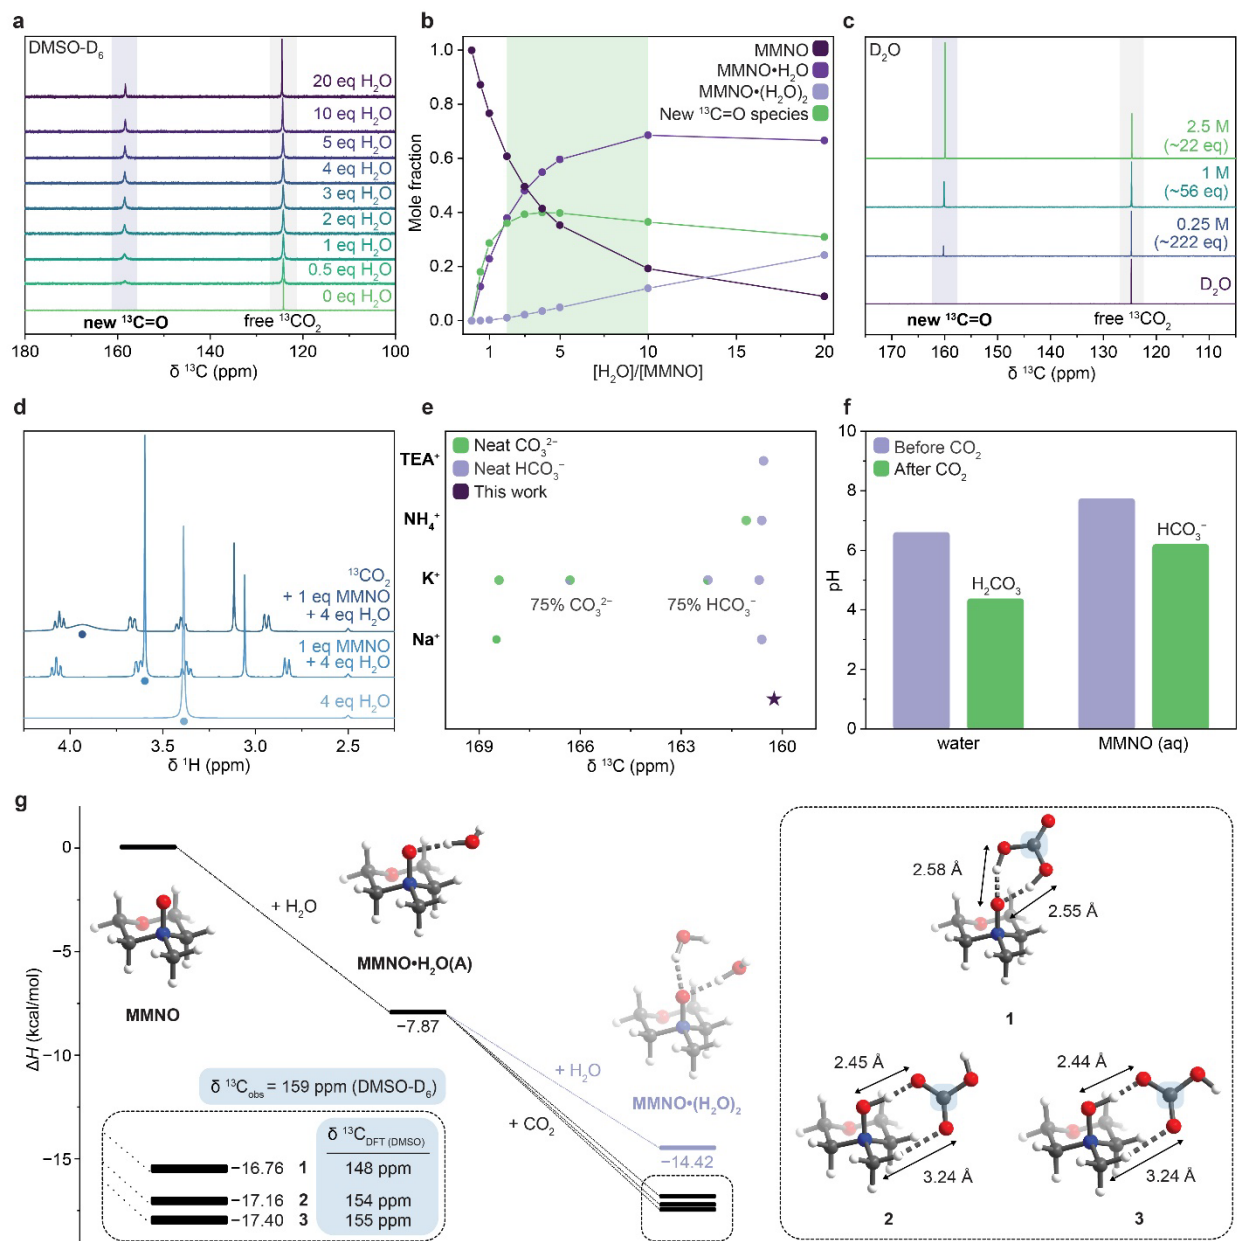 a
DMSO-D₆
20 eq H₂O
10 eq H₂O
5 eq H₂O
4 eq H₂O
3 eq H₂O
2 eq H₂O
1 eq H₂O
0.5 eq H₂O
0 eq H₂O
new ¹³C=O
free ¹³CO₂
180 160 140 120 100
δ ¹³C (ppm)
b
MMNO
MMNO•H₂O
MMNO•(H₂O)₂
New ¹³C=O species
1.0
0.8
0.6
0.4
0.2
0.0
Mole fraction
1 5 10 15 20
[H₂O]/[MMNO]
c
D₂O
2.5 M
(~22 eq)
1 M
(~56 eq)
0.25 M
(~222 eq)
D₂O
new ¹³C=O
free ¹³CO₂
170 160 150 140 130 120 110
δ ¹³C (ppm)
d
¹³CO₂
+ 1 eq MMNO
+ 4 eq H₂O
1 eq MMNO
+ 4 eq H₂O
4 eq H₂O
4.0 3.5 3.0 2.5
δ ¹H (ppm)
e
Neat CO₃²⁻
Neat HCO₃⁻
This work
TEA⁺
NH₄⁺
K⁺
75% CO₃²⁻
75% HCO₃⁻
Na⁺
169 166 163 160
δ ¹³C (ppm)
f
Before CO₂
After CO₂
10
8
6
4
2
0
pH
H₂CO₃
HCO₃⁻
water
MMNO (aq)
g
0
−5
−10
−15
ΔH (kcal/mol)
MMNO
+ H₂O
MMNO•H₂O(A)
−7.87
+ H₂O
+ CO₂
MMNO•(H₂O)₂
−14.42
δ ¹³C_obs = 159 ppm (DMSO-D₆)
δ ¹³C_DFT (DMSO)
−16.76 1 148 ppm
−17.16 2 154 ppm
−17.40 3 155 ppm
2.58 Å
2.55 Å
1
2.45 Å
3.24 Å
2
2.44 Å
3.24 Å
3